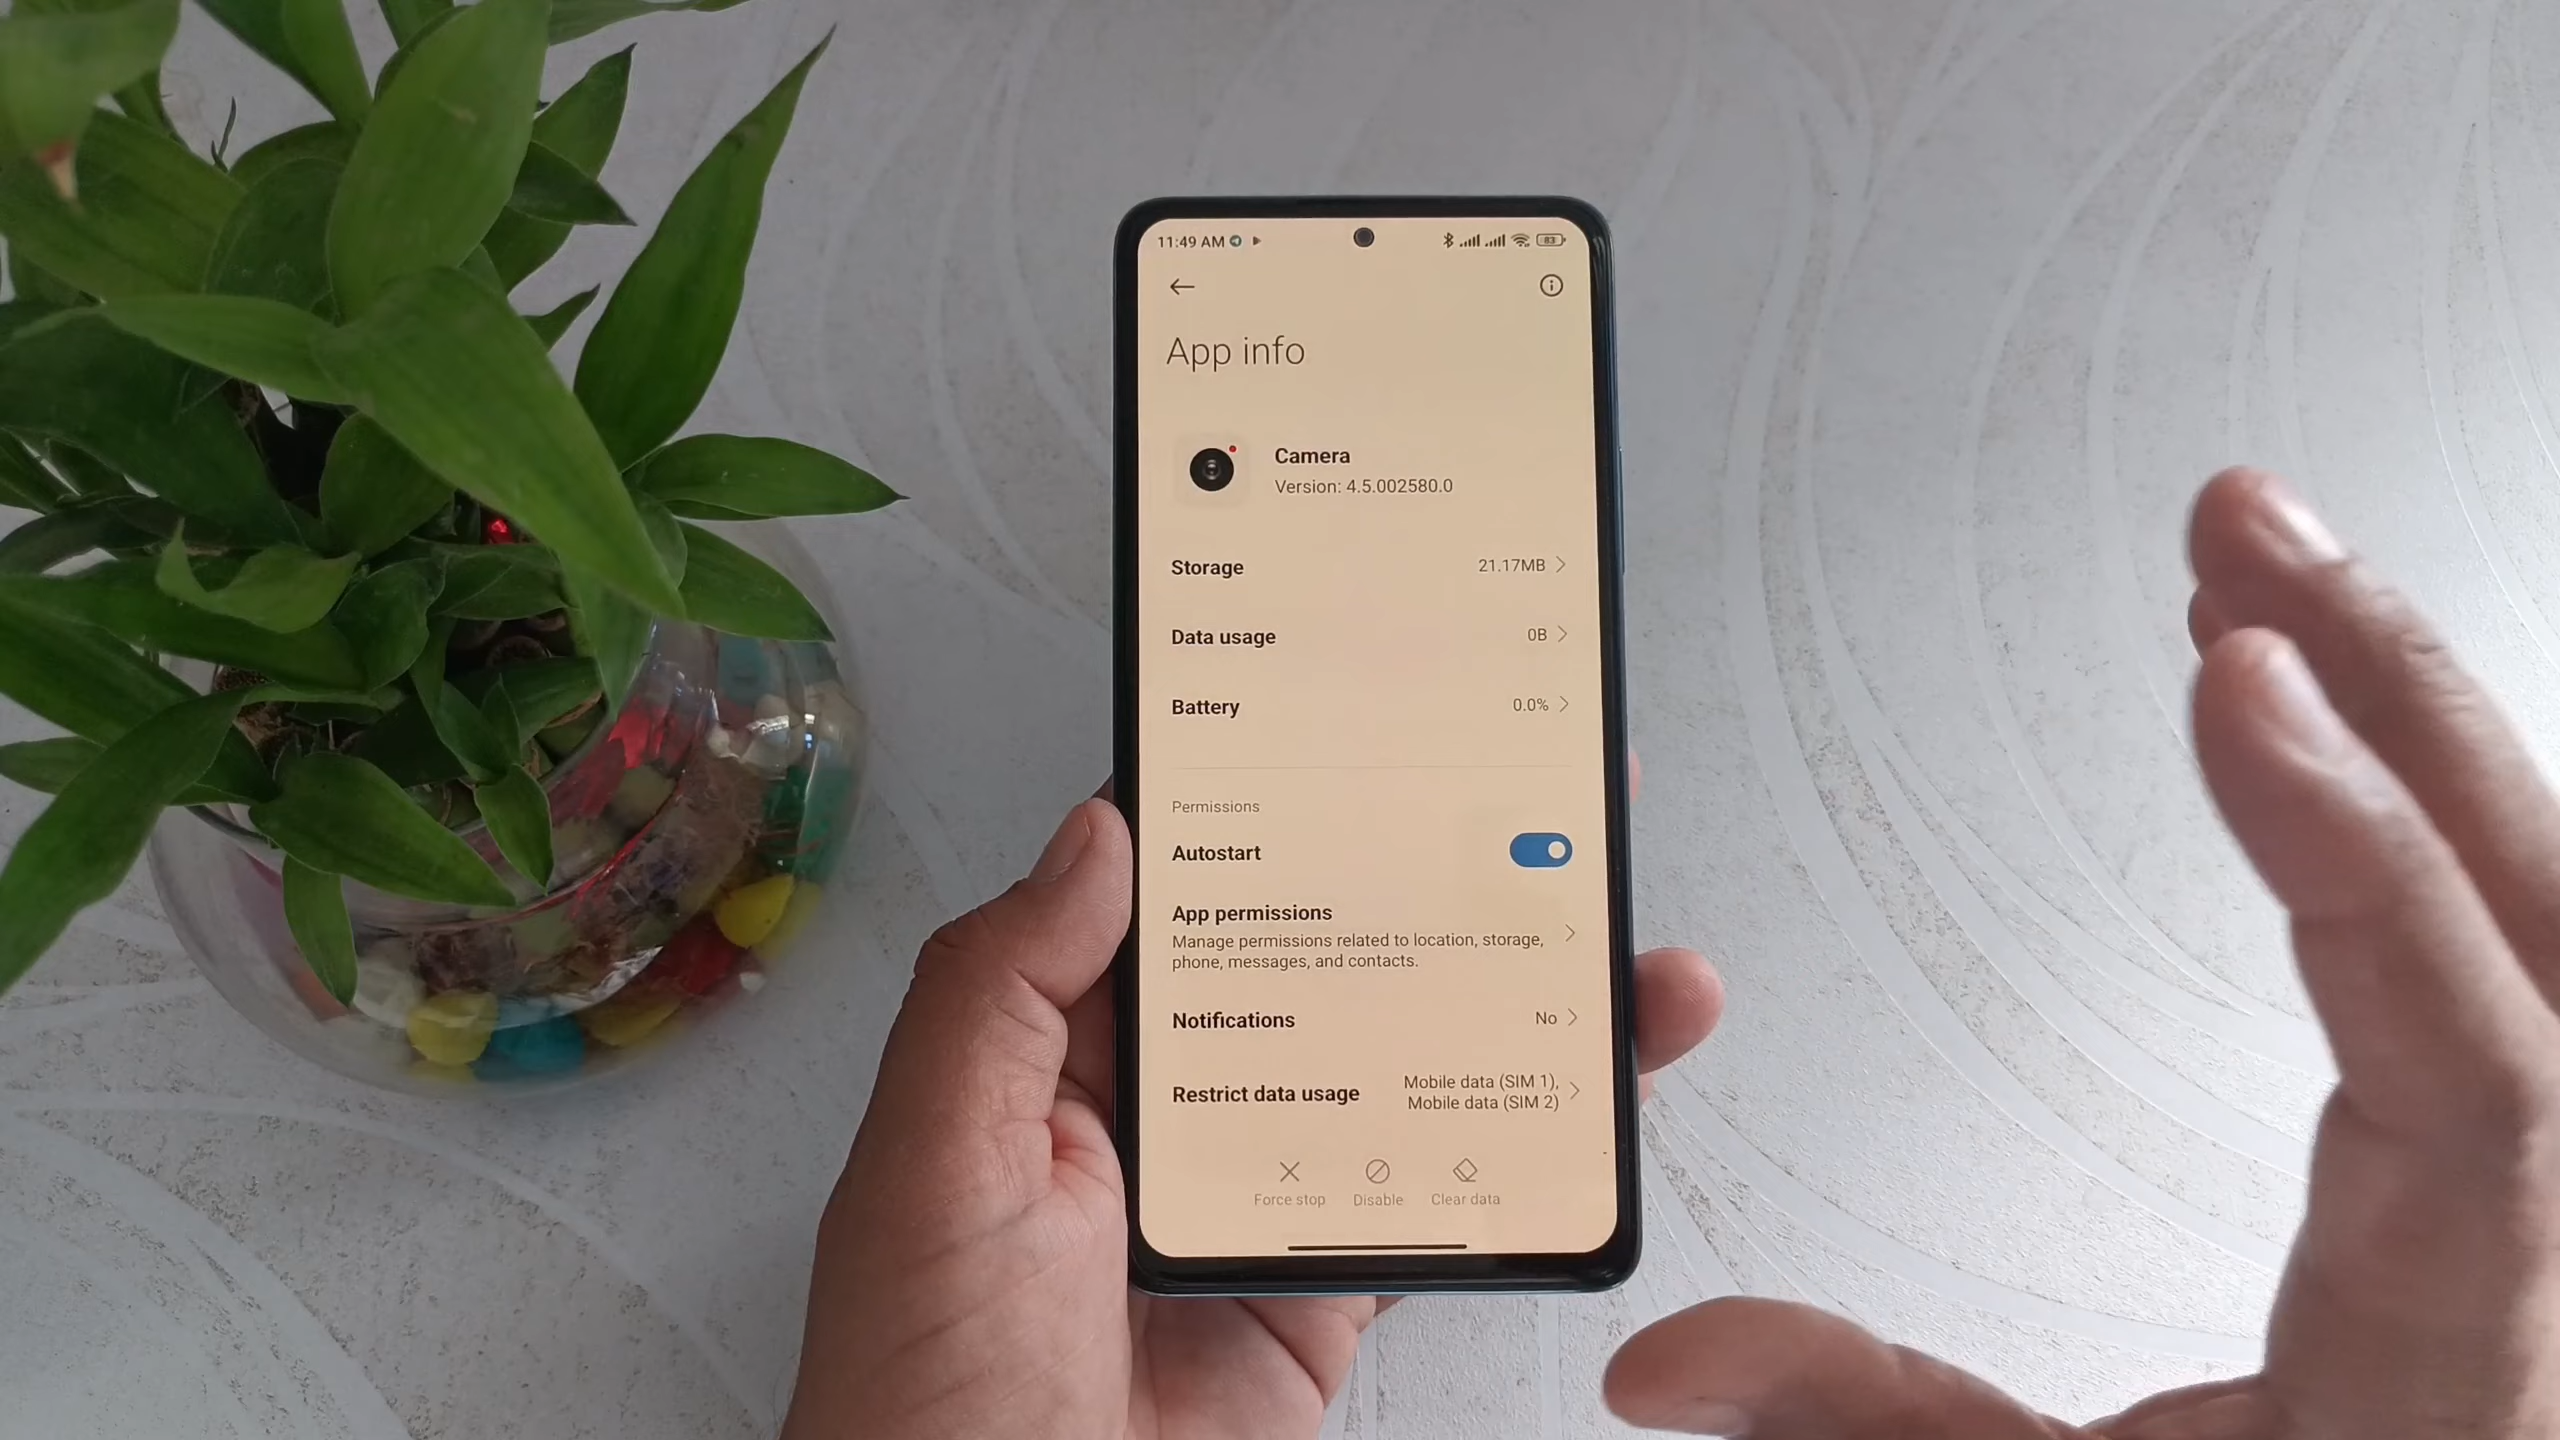 11:49 AM
83
App info
Camera
Version: 4.5.002580.0
Storage 21.17MB
Data usage 0B
Battery 0.0%
Permissions
Autostart
App permissions
Manage permissions related to location, storage,
phone, messages, and contacts.
Notifications No
Restrict data usage Mobile data (SIM 1),
Mobile data (SIM 2)
Force stop Disable Clear data